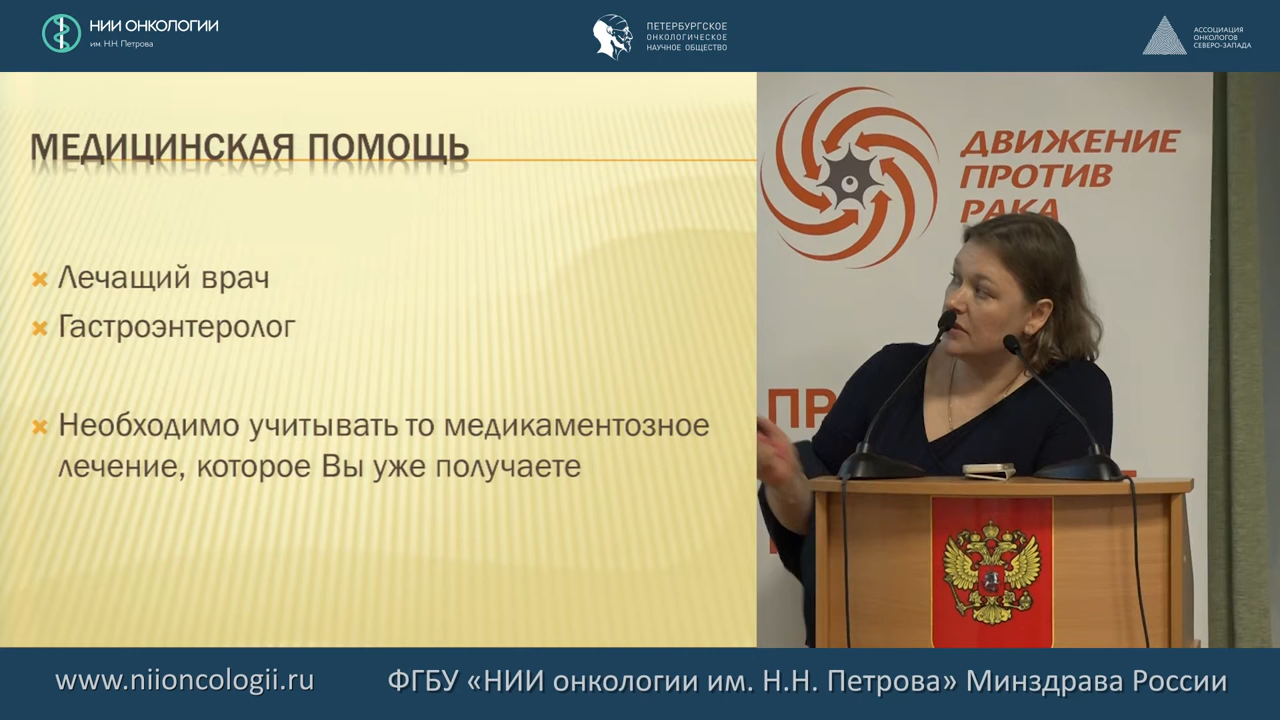 НИИ ОНКОЛОГИИ
им. Н.Н. Петрова
ПЕТЕРБУРГСКОЕ
ОНКОЛОГИЧЕСКОЕ
НАУЧНОЕ ОБЩЕСТВО
АССОЦИАЦИЯ
ОНКОЛОГОВ
СЕВЕРО-ЗАПАДА
МЕДИЦИНСКАЯ ПОМОЩЬ
Лечащий врач
Гастроэнтеролог
Необходимо учитывать то медикаментозное
лечение, которое Вы уже получаете
ДВИЖЕНИЕ
ПРОТИВ
РАКА
ПР
www.niioncologii.ru
ФГБУ «НИИ онкологии им. Н.Н. Петрова» Минздрава России